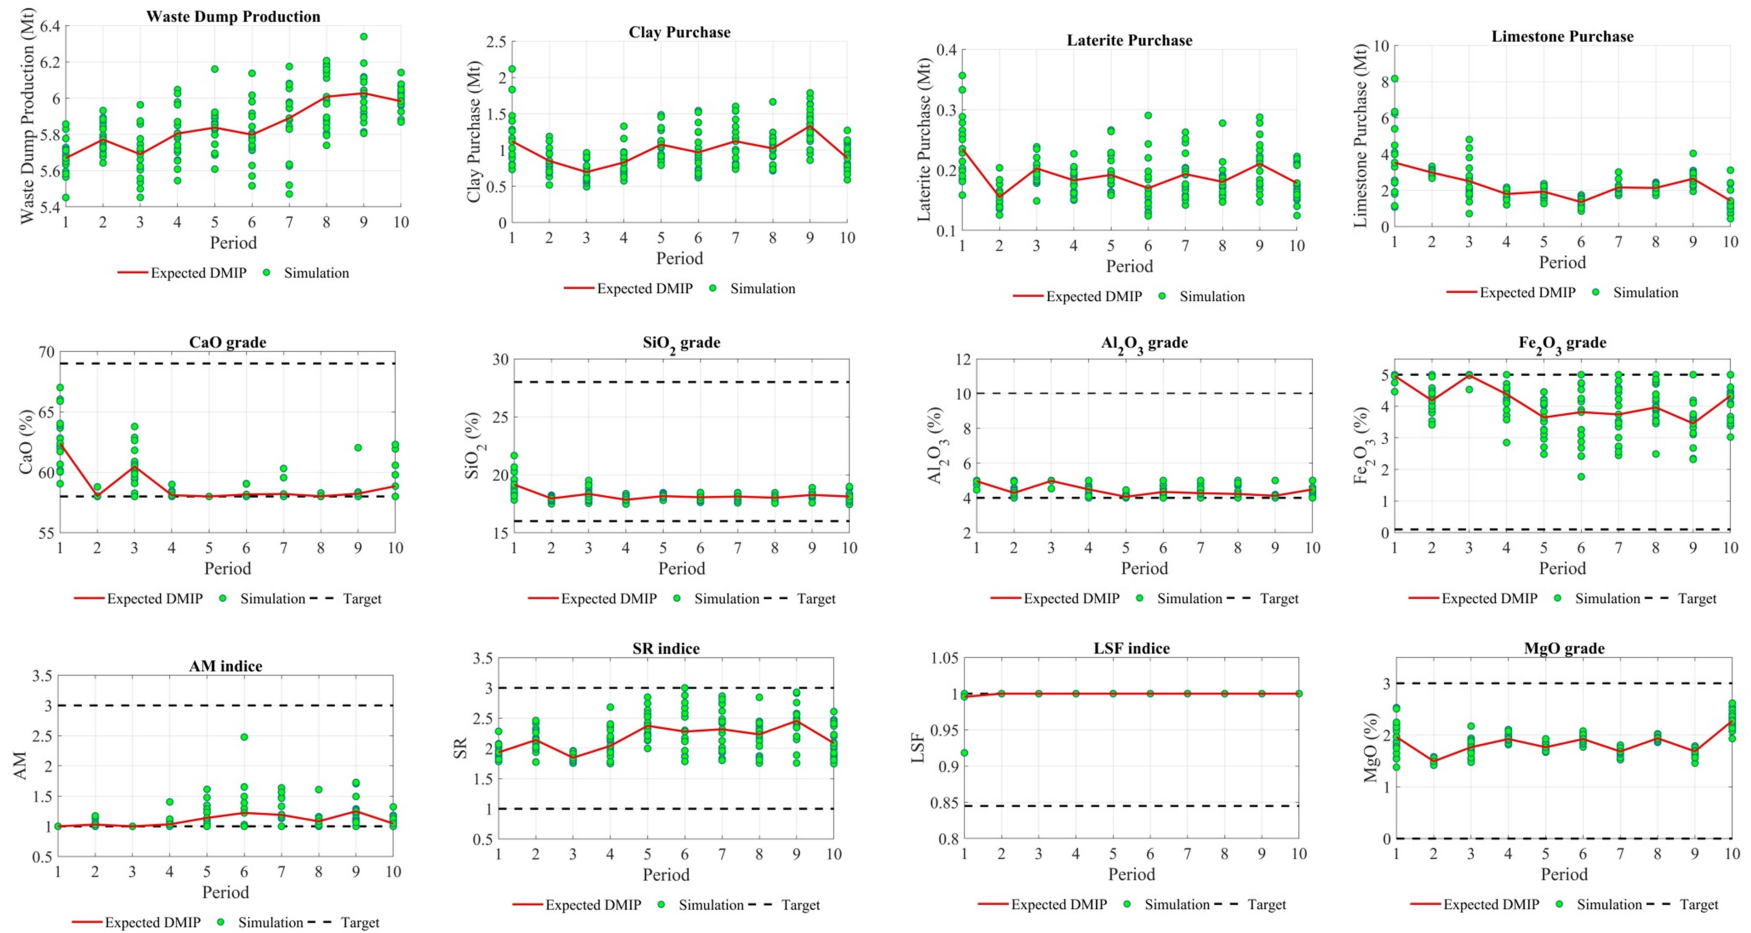 Waste Dump Production
Waste Dump Production (Mt)
6.4
6.2
6
5.8
5.6
5.4
1 2 3 4 5 6 7 8 9 10
Period
Expected DMIP Simulation
Clay Purchase
Clay Purchase (Mt)
2.5
2
1.5
1
0.5
0
1 2 3 4 5 6 7 8 9 10
Period
Expected DMIP Simulation
Laterite Purchase
Laterite Purchase (Mt)
0.4
0.3
0.2
0.1
1 2 3 4 5 6 7 8 9 10
Period
Expected DMIP Simulation
Limestone Purchase
Limestone Purchase (Mt)
10
8
6
4
2
0
1 2 3 4 5 6 7 8 9 10
Period
Expected DMIP Simulation
CaO grade
CaO (%)
70
65
60
55
1 2 3 4 5 6 7 8 9 10
Period
Expected DMIP Simulation Target
SiO2 grade
SiO2 (%)
30
25
20
15
1 2 3 4 5 6 7 8 9 10
Period
Expected DMIP Simulation Target
Al2O3 grade
Al2O3 (%)
12
10
8
6
4
2
1 2 3 4 5 6 7 8 9 10
Period
Expected DMIP Simulation Target
Fe2O3 grade
Fe2O3 (%)
5
4
3
2
1
0
1 2 3 4 5 6 7 8 9 10
Period
Expected DMIP Simulation Target
AM indice
AM
3.5
3
2.5
2
1.5
1
0.5
1 2 3 4 5 6 7 8 9 10
Period
Expected DMIP Simulation Target
SR indice
SR
3.5
3
2.5
2
1.5
1
0.5
1 2 3 4 5 6 7 8 9 10
Period
Expected DMIP Simulation Target
LSF indice
LSF
1.05
1
0.95
0.9
0.85
0.8
1 2 3 4 5 6 7 8 9 10
Period
Expected DMIP Simulation Target
MgO grade
MgO (%)
3
2
1
0
1 2 3 4 5 6 7 8 9 10
Period
Expected DMIP Simulation Target